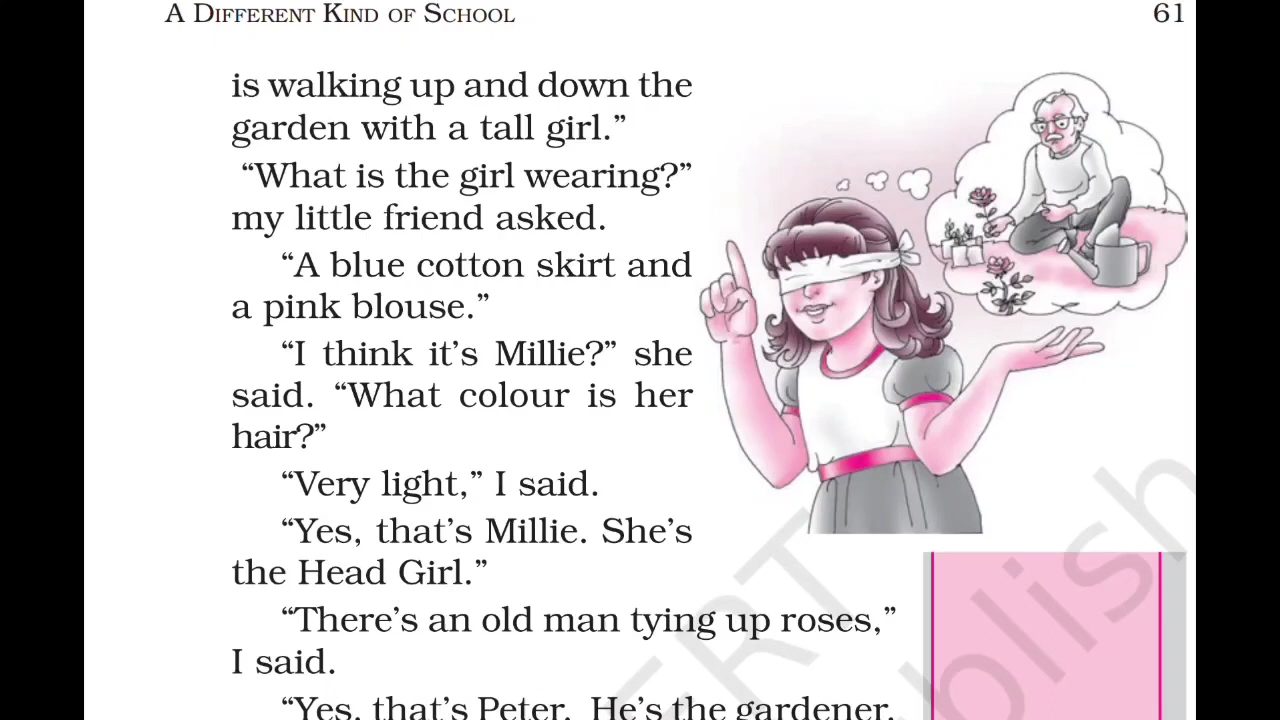 A DIFFERENT KIND OF SCHOOL 61
is walking up and down the
garden with a tall girl.”
“What is the girl wearing?”
my little friend asked.
“A blue cotton skirt and
a pink blouse.”
“I think it’s Millie?” she
said. “What colour is her
hair?”
“Very light,” I said.
“Yes, that’s Millie. She’s
the Head Girl.”
“There’s an old man tying up roses,”
I said.
“Yes, that’s Peter. He’s the gardener.